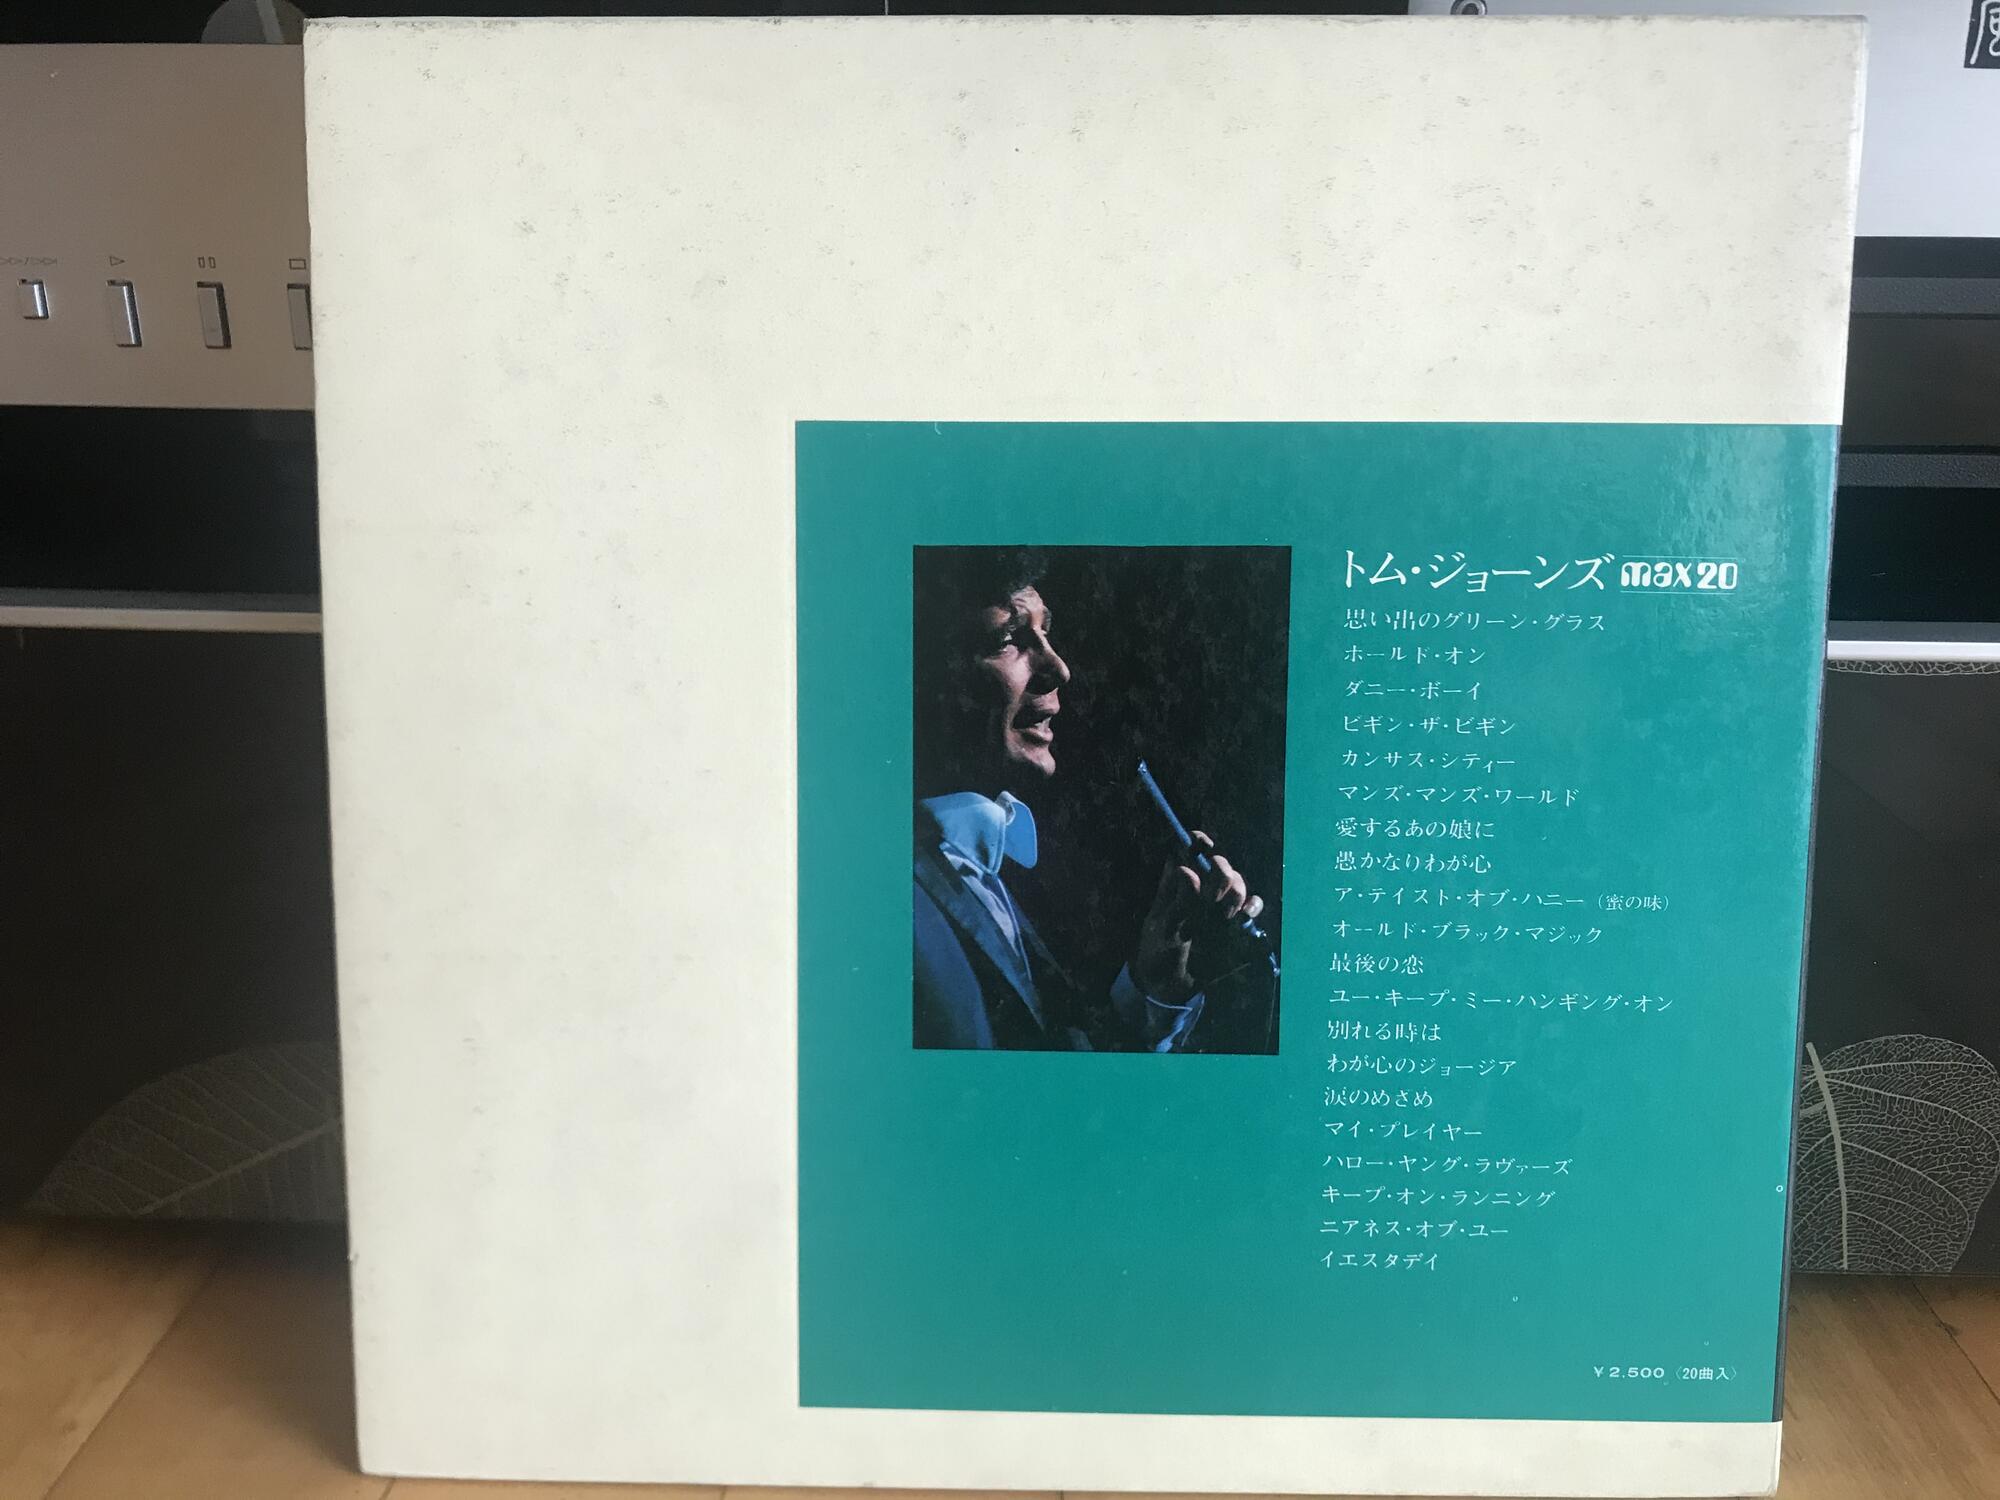 トム・ジョーンズ max20
思い出のグリーン・グラス
ホールド・オン
ダニー・ボーイ
ビギン・ザ・ビギン
カンサス・シティー
マンズ・マンズ・ワールド
愛するあの娘に
愚かなりわが心
ア・テイスト・オブ・ハニー（蜜の味）
オールド・ブラック・マジック
最後の恋
ユー・キープ・ミー・ハンギング・オン
別れる時は
わが心のジョージア
涙のめざめ
マイ・プレイヤー
ハロー・ヤング・ラヴァーズ
キープ・オン・ランニング
ニアネス・オブ・ユー
イエスタデイ
￥2.500〈20曲入〉